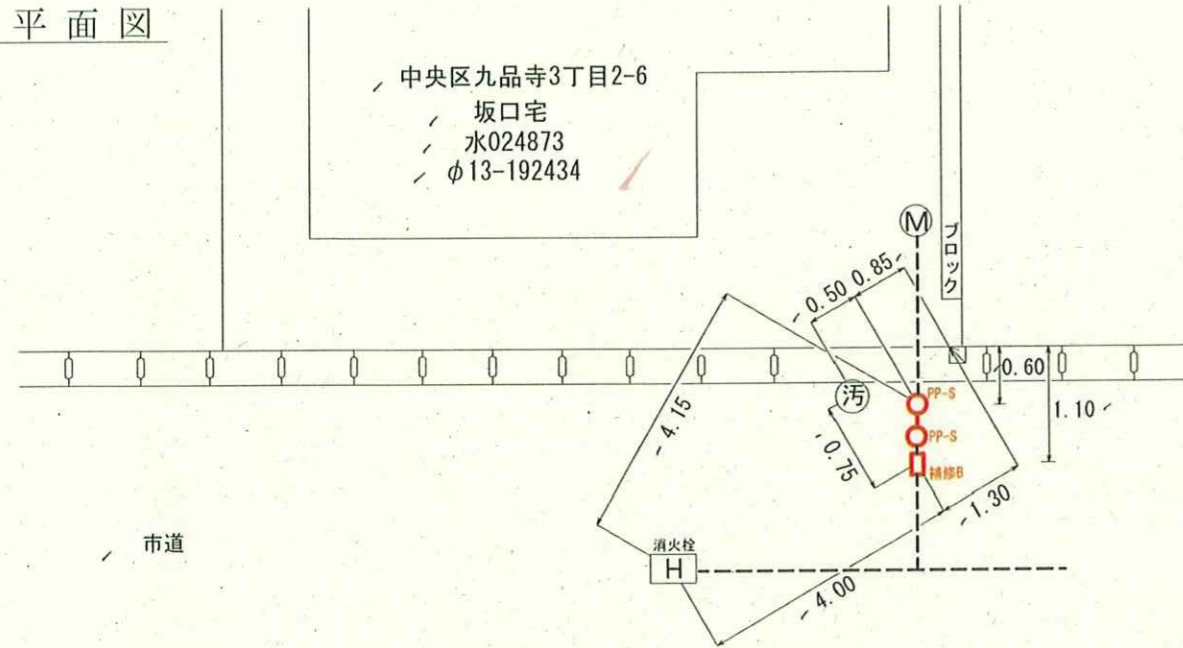 平面図
中央区九品寺3丁目2-6
坂口宅
水024873
φ13-192434
M
ブロック
0.50
0.85
0.60
1.10
汚
PP-S
PP-S
補修B
4.15
0.75
1.30
市道
消火栓
H
4.00